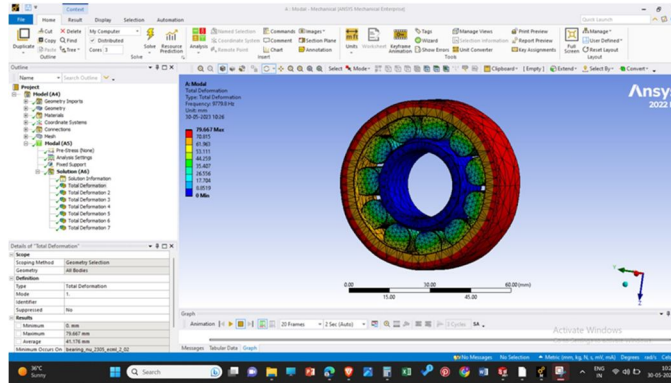 A : Modal - Mechanical [ANSYS Mechanical Enterprise]
Context
File Home Result Display Selection Automation
Quick Launch
Duplicate
Cut Delete
Copy Find
Paste Tree
Outline
My Computer
Distributed
Cores 3
Solve
Resource Prediction
Solve
Analysis
Named Selection
Coordinate System
Remote Point
Commands
Comment
Chart
Images
Section Plane
Annotation
Insert
Units
Worksheet
Keyframe Animation
Tags
Wizard
Show Errors
Manage Views
Selection Information
Unit Converter
Print Preview
Report Preview
Key Assignments
Tools
Full Screen
Manage
User Defined
Reset Layout
Layout
Outline
Name Search Outline
Select Mode
Clipboard [Empty] Extend Select By Convert
Project
Model (A4)
Geometry Imports
Geometry
Materials
Coordinate Systems
Connections
Mesh
Modal (A5)
Pre-Stress (None)
Analysis Settings
Fixed Support
Solution (A6)
Solution Information
Total Deformation
Total Deformation 2
Total Deformation 3
Total Deformation 4
Total Deformation 5
Total Deformation 6
Total Deformation 7
A: Modal
Total Deformation
Type: Total Deformation
Frequency: 9779.8 Hz
Unit: mm
30-05-2023 10:26
79.667 Max
70.815
61.963
53.111
44.259
35.407
26.556
17.704
8.8519
0 Min
Ansys
2022
0.00 30.00 60.00 (mm)
15.00 45.00
Details of "Total Deformation"
Scope
Scoping Method Geometry Selection
Geometry All Bodies
Definition
Type Total Deformation
Mode 1.
Identifier
Suppressed No
Results
Minimum 0. mm
Maximum 79.667 mm
Average 41.176 mm
Minimum Occurs On
Graph
Animation 20 Frames 2 Sec (Auto) 3 Cycles
Messages Tabular Data Graph
Activate Windows
No Messages No Selection Metric (mm, kg, N, s, mV, mA) Degrees rad/s
36°C
Sunny
Search
ENG
IN
10:26